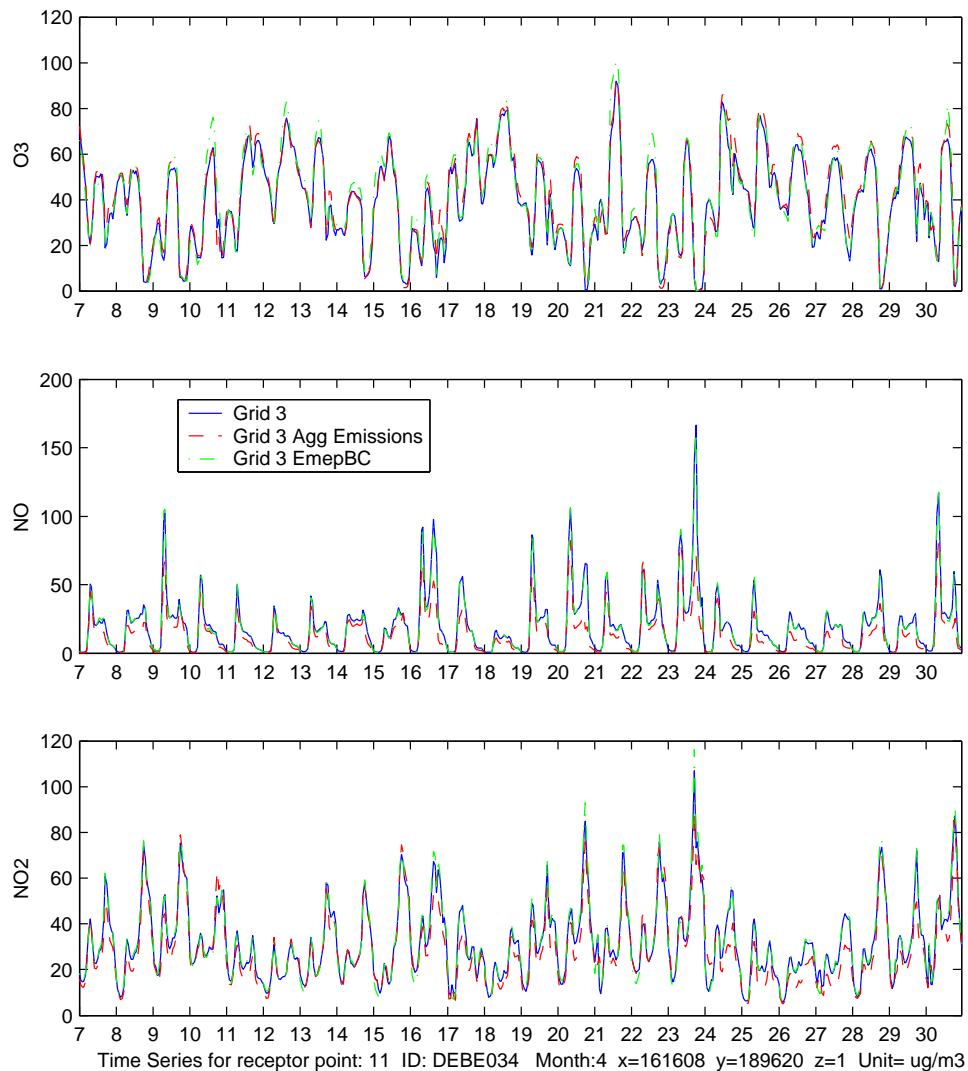 120
100
80
60
40
20
0
O3
7 8 9 10 11 12 13 14 15 16 17 18 19 20 21 22 23 24 25 26 27 28 29 30
200
150
100
50
0
NO
Grid 3
Grid 3 Agg Emissions
Grid 3 EmepBC
7 8 9 10 11 12 13 14 15 16 17 18 19 20 21 22 23 24 25 26 27 28 29 30
120
100
80
60
40
20
0
NO2
7 8 9 10 11 12 13 14 15 16 17 18 19 20 21 22 23 24 25 26 27 28 29 30
Time Series for receptor point: 11 ID: DEBE034 Month:4 x=161608 y=189620 z=1 Unit= ug/m3